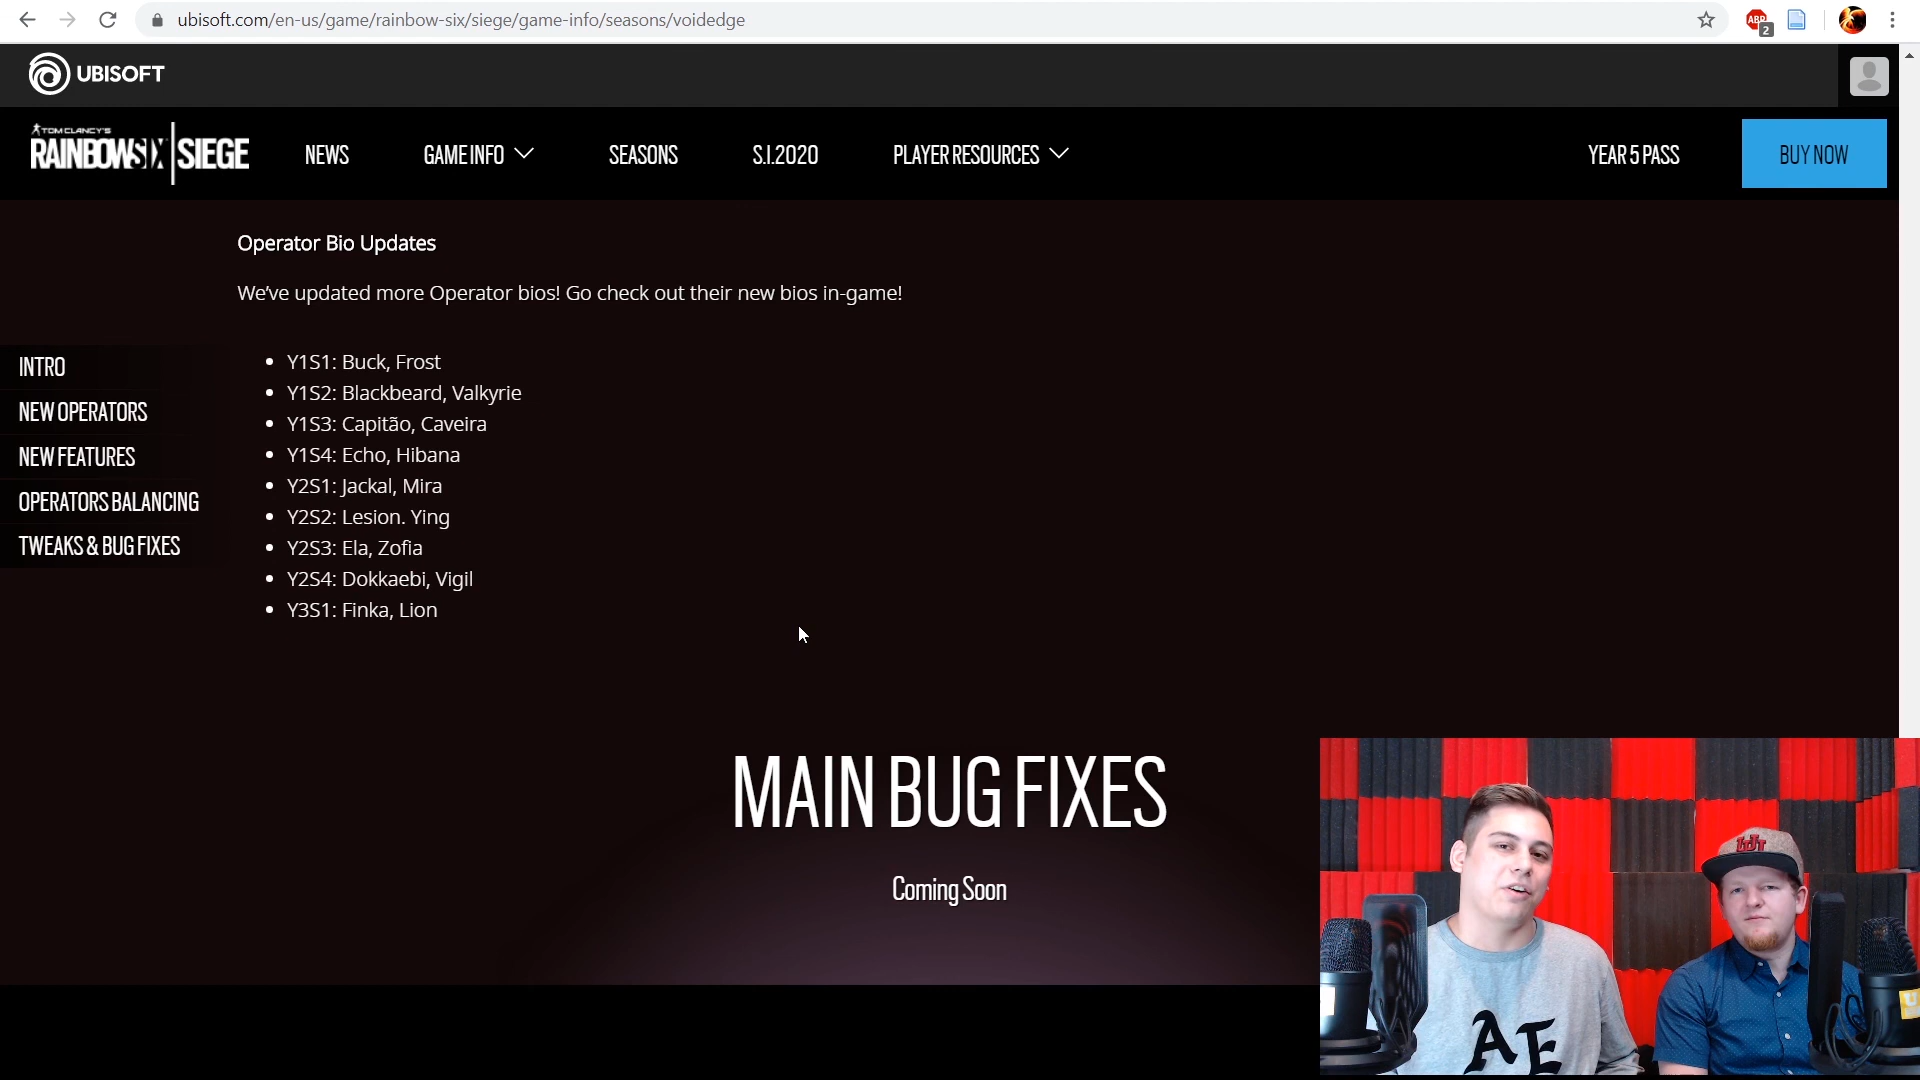 ubisoft.com/en-us/game/rainbow-six/siege/game-info/seasons/voidedge
ABP
2
UBISOFT
TOM CLANCY'S
RAINBOWSIX SIEGE
NEWS
GAME INFO
SEASONS
S.I.2020
PLAYER RESOURCES
YEAR 5 PASS
BUY NOW
Operator Bio Updates
We've updated more Operator bios! Go check out their new bios in-game!
INTRO
NEW OPERATORS
NEW FEATURES
OPERATORS BALANCING
TWEAKS & BUG FIXES
• Y1S1: Buck, Frost
• Y1S2: Blackbeard, Valkyrie
• Y1S3: Capitão, Caveira
• Y1S4: Echo, Hibana
• Y2S1: Jackal, Mira
• Y2S2: Lesion. Ying
• Y2S3: Ela, Zofia
• Y2S4: Dokkaebi, Vigil
• Y3S1: Finka, Lion
MAIN BUG FIXES
Coming Soon
AE